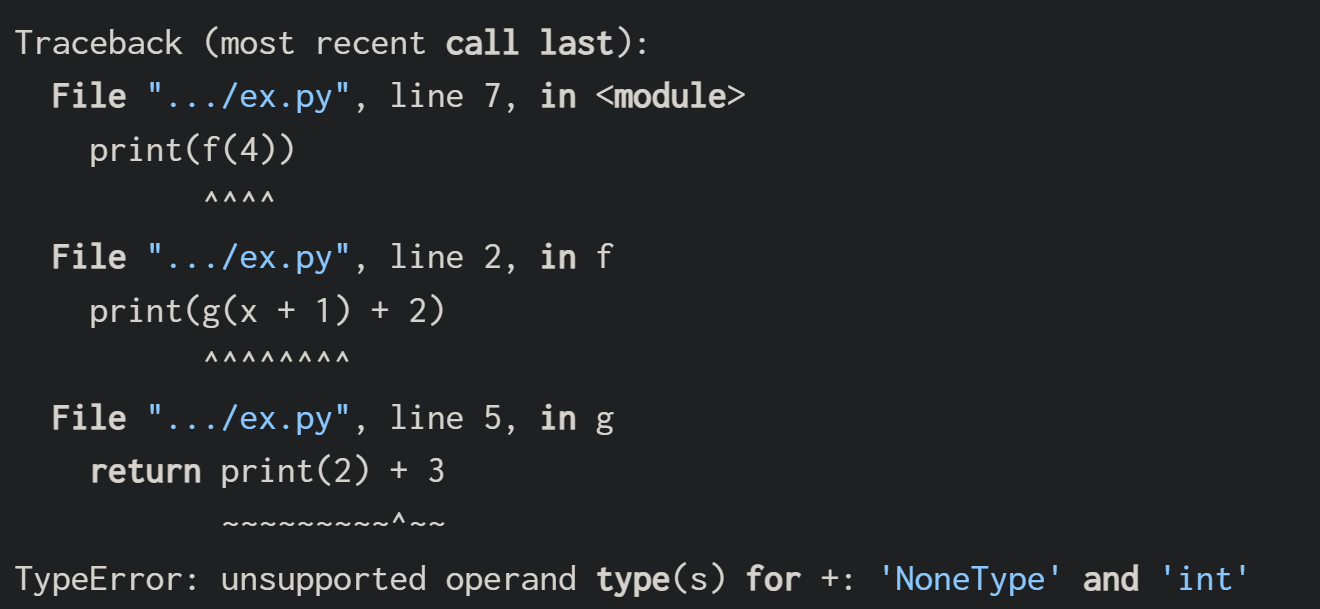 Traceback (most recent call last):
  File ".../ex.py", line 7, in <module>
    print(f(4))
          ^^^^
  File ".../ex.py", line 2, in f
    print(g(x + 1) + 2)
          ^^^^^^^^
  File ".../ex.py", line 5, in g
    return print(2) + 3
           ~~~~~~~~~^~~
TypeError: unsupported operand type(s) for +: 'NoneType' and 'int'